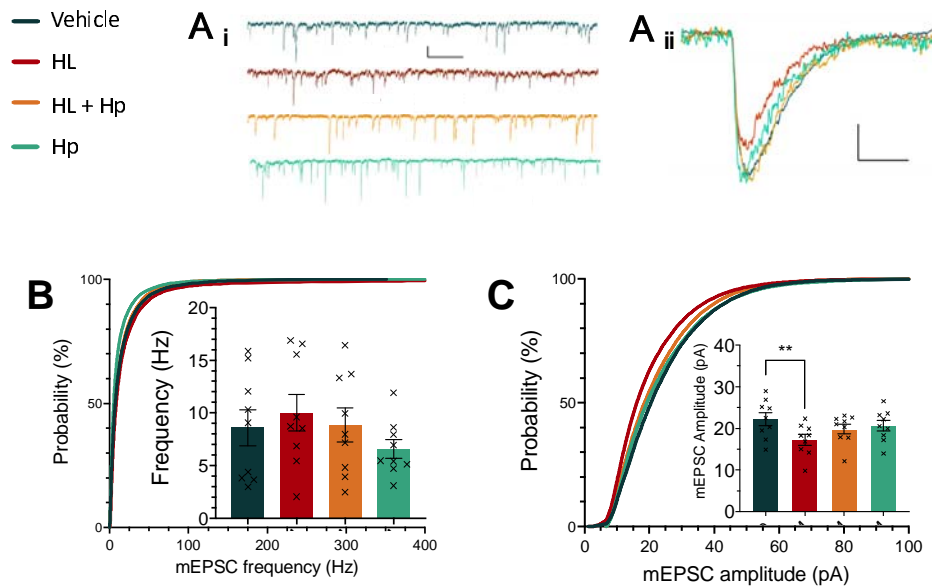 Vehicle
HL
HL + Hp
Hp
A i
A ii
B
Probability (%)
100
50
0
0
100
200
300
400
mEPSC frequency (Hz)
Frequency (Hz)
20
15
10
5
0
C
Probability (%)
100
50
0
0
20
40
60
80
100
mEPSC amplitude (pA)
mEPSC Amplitude (pA)
40
30
20
10
0
**